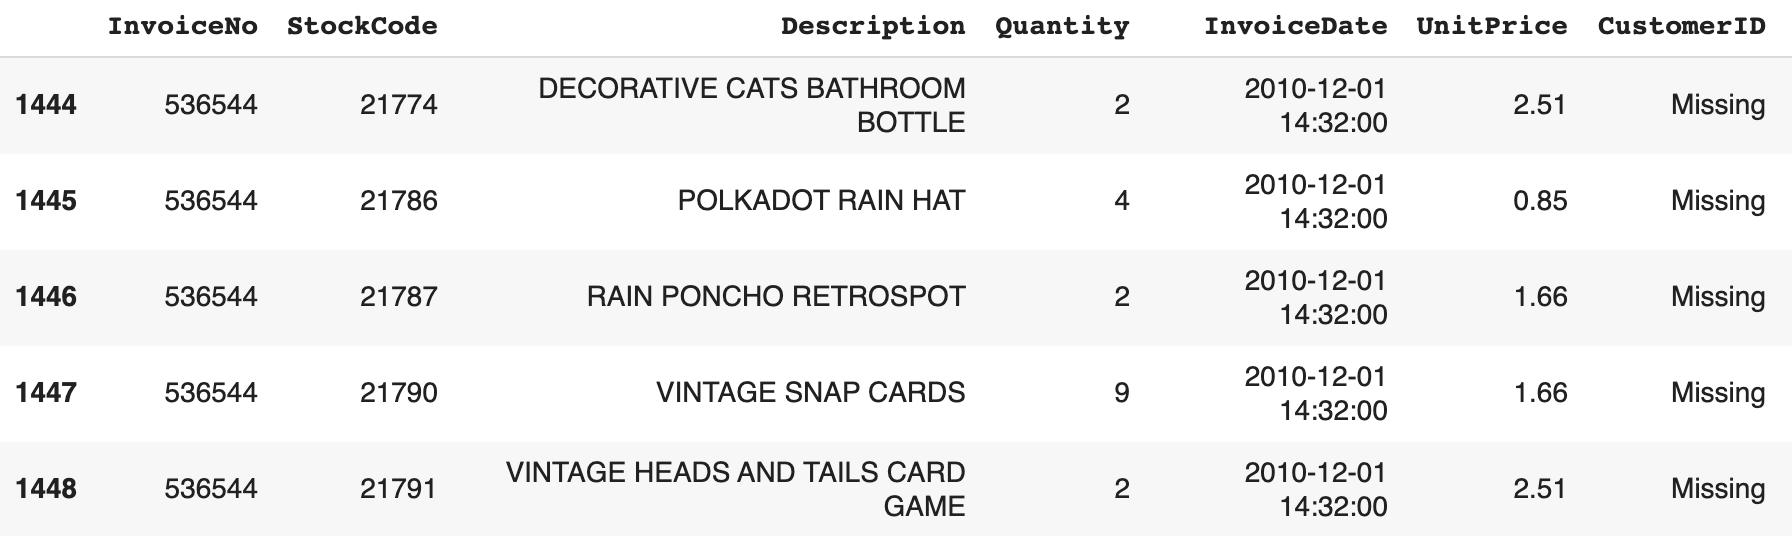 InvoiceNo StockCode Description Quantity InvoiceDate UnitPrice CustomerID
1444 536544 21774 DECORATIVE CATS BATHROOM BOTTLE 2 2010-12-01 14:32:00 2.51 Missing
1445 536544 21786 POLKADOT RAIN HAT 4 2010-12-01 14:32:00 0.85 Missing
1446 536544 21787 RAIN PONCHO RETROSPOT 2 2010-12-01 14:32:00 1.66 Missing
1447 536544 21790 VINTAGE SNAP CARDS 9 2010-12-01 14:32:00 1.66 Missing
1448 536544 21791 VINTAGE HEADS AND TAILS CARD GAME 2 2010-12-01 14:32:00 2.51 Missing